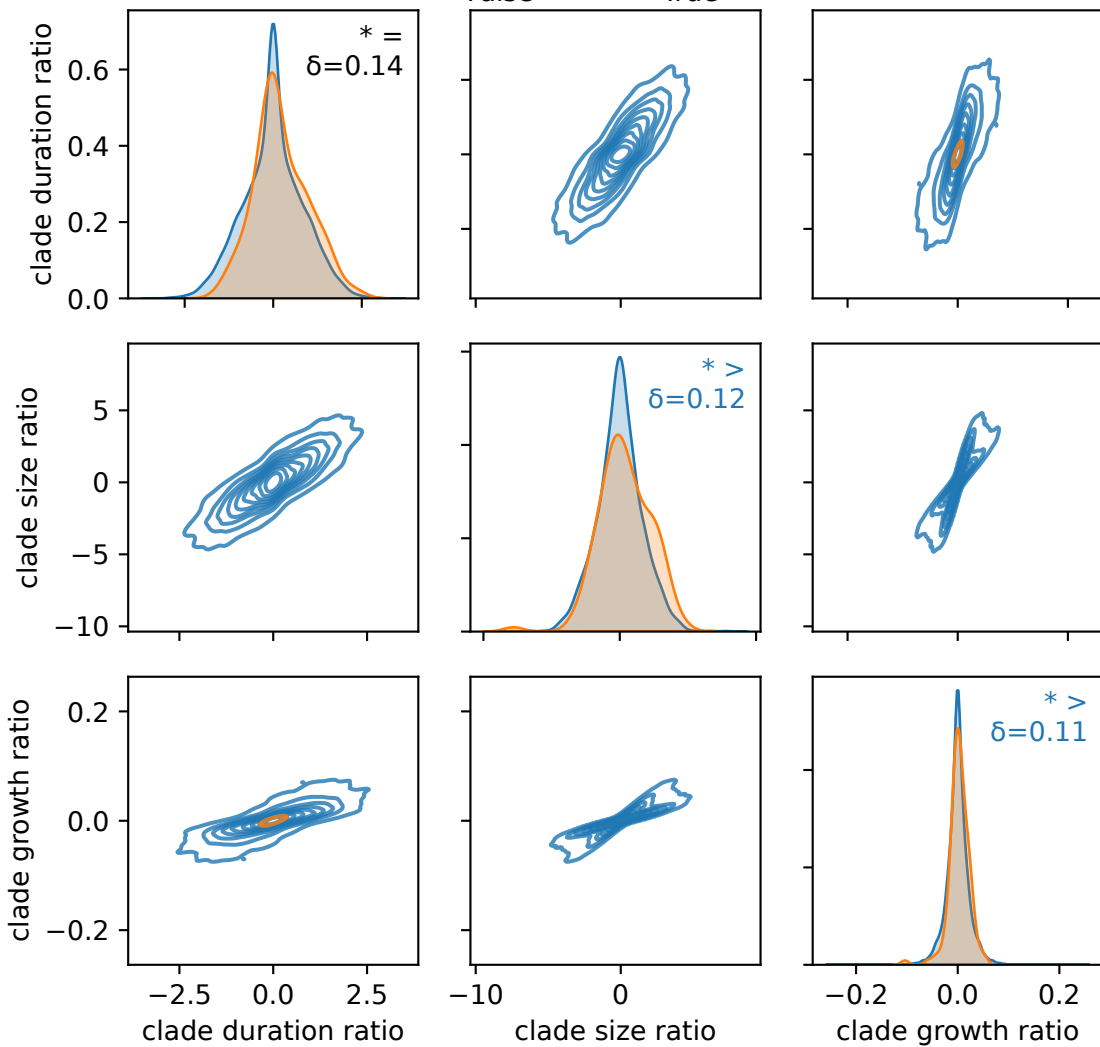 clade duration ratio
0.6
0.4
0.2
0.0
* =
δ=0.14
clade size ratio
5
0
−5
−10
* >
δ=0.12
clade growth ratio
0.2
0.0
−0.2
* >
δ=0.11
−2.5 0.0 2.5
−10 0
−0.2 0.0 0.2
clade duration ratio
clade size ratio
clade growth ratio